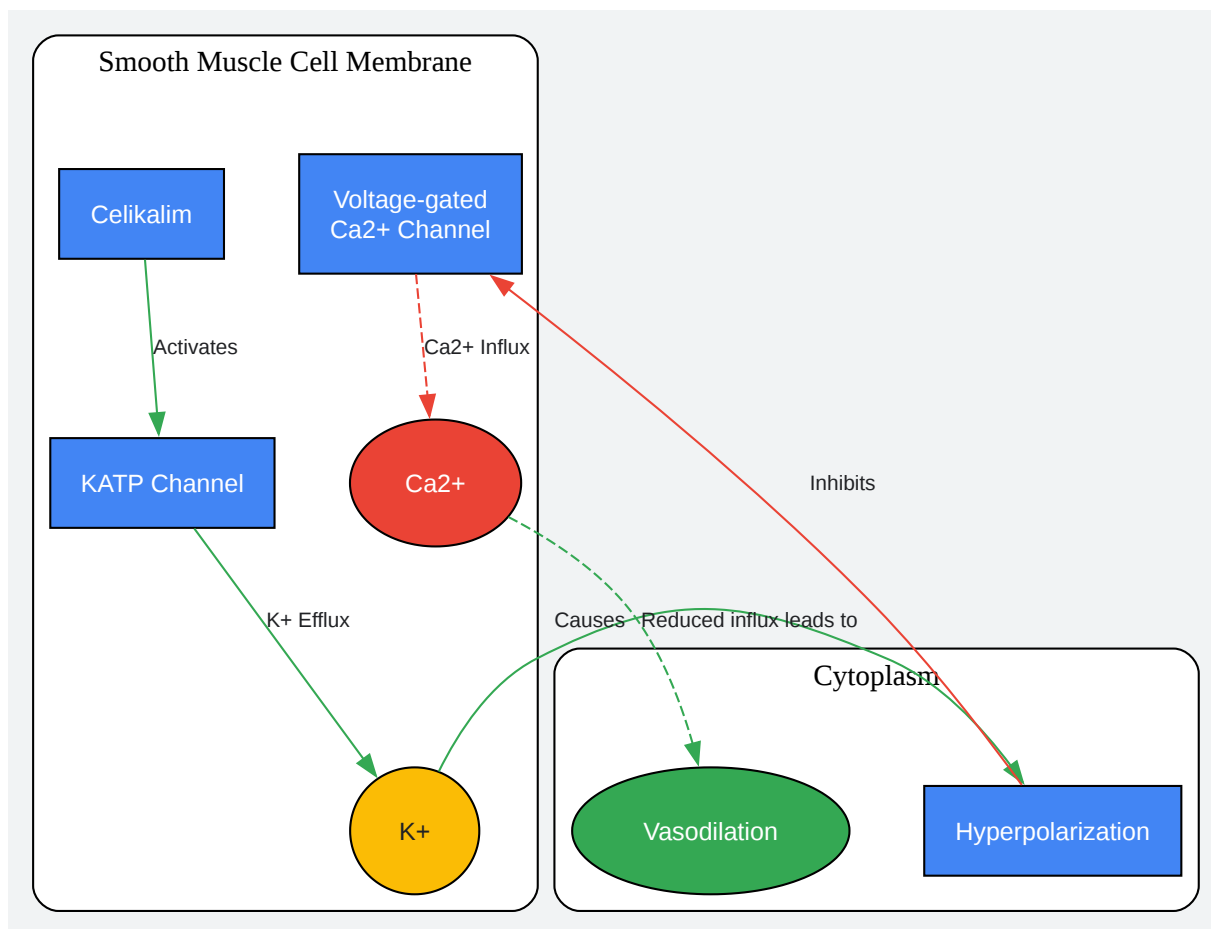 Smooth Muscle Cell Membrane
Celikalim
Voltage-gated
Ca2+ Channel
Activates
Ca2+ Influx
KATP Channel
Ca2+
Inhibits
K+ Efflux
Causes
Reduced influx leads to
Cytoplasm
K+
Vasodilation
Hyperpolarization